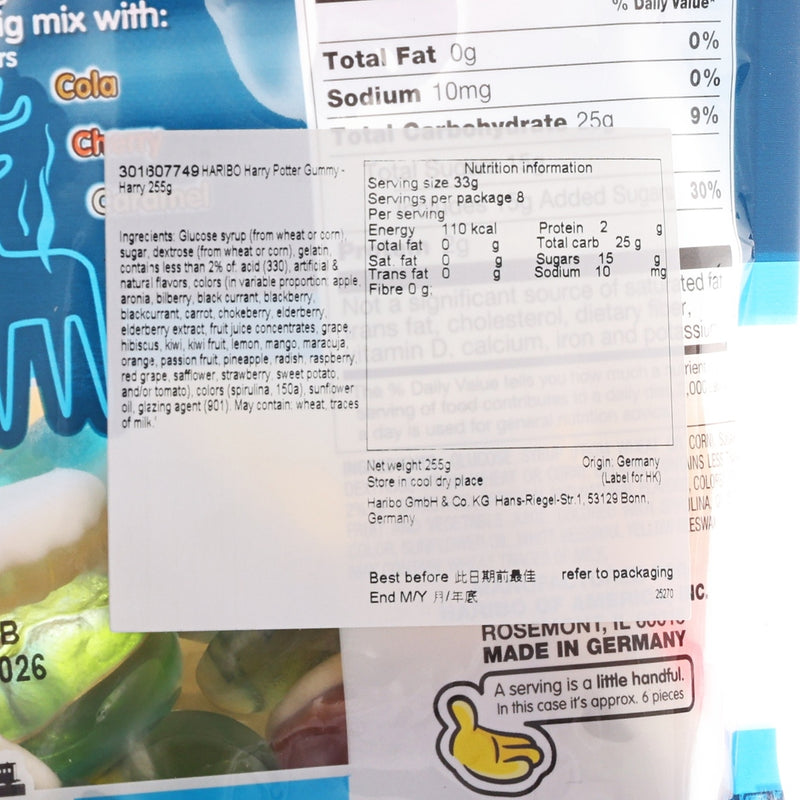 ig mix with:
rs
Cola
Cherry
Caramel
% Daily Value*
Total Fat 0g 0%
Sodium 10mg 0%
Total Carbohydrate 25g 9%
30%
301607749 HARIBO Harry Potter Gummy -
Harry 255g
Ingrecients: Glucose syrup (from wheat or corn),
sugar, dextrose (from wheat or corn), gelatin,
contains less than 2% of: acid (330), artificial &
natural flavors, colors (in variable proportion: apple,
aronia, bilberry, black currant, blackberry,
blackcurrant, carrot, chokeberry, elderberry,
elderberry extract, fruit juice concentrates, grape,
hibiscus, kiwi, kiwi fruit, lemon, mango, maracuja,
orange, passion fruit, pineapple, radish, raspberry,
red grape, safflower, strawberry, sweet potato,
and/or tomato), colors (spirulina, 150a), sunflower
oil, glazing agent (901). May contain: wheat, traces
of milk.
Nutrition information
Serving size 33g
Servings per package 8
Per serving
Energy 110 kcal Protein 2 g
Total fat 0 g Total carb 25 g
Sat. fat 0 g Sugars 15 g
Trans fat 0 g Sodium 10 mg
Fibre 0 g;
Not a significant source of saturated fat
trans fat, cholesterol, dietary fiber,
vitamin D, calcium, iron and potassium
Net weight 255g Origin: Germany
Store in cool dry place (Label for HK)
Haribo GmbH & Co. KG Hans-Riegel-Str.1, 53129 Bonn,
Germany
Best before 此日期前最佳 refer to packaging
End M/Y 月/年底 25270
B
026
ROSEMONT, IL
MADE IN GERMANY
A serving is a little handful.
In this case it's approx. 6 pieces